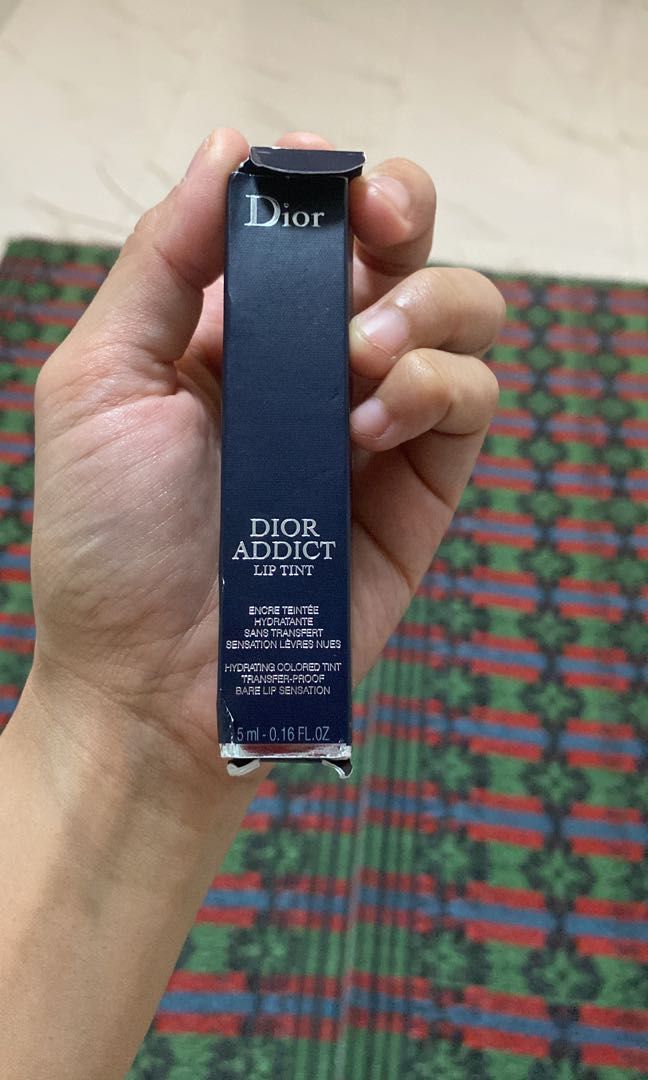 Dior
DIOR
ADDICT
LIP TINT
ENCRE TEINTÉE
HYDRATANTE
SANS TRANSFERT
SENSATION LÈVRES NUES
HYDRATING COLORED TINT
TRANSFER-PROOF
BARE LIP SENSATION
5 ml - 0.16 FL.OZ